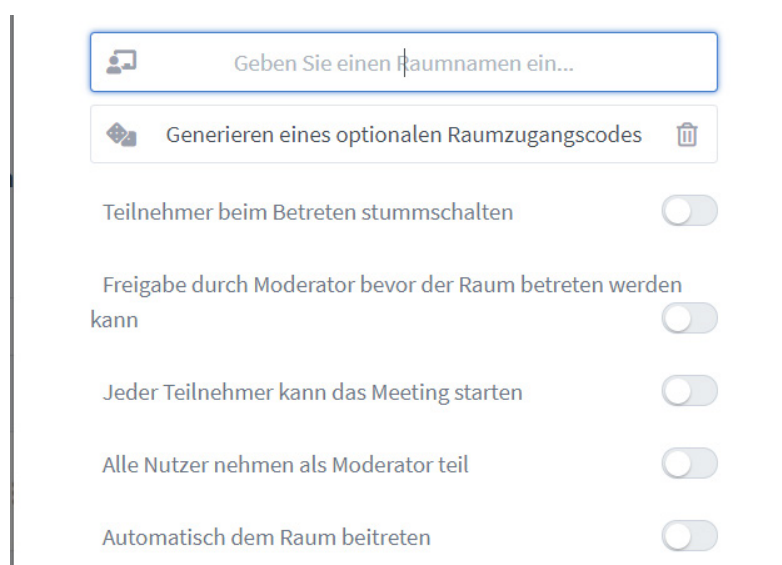 Geben Sie einen Raumnamen ein...
Generieren eines optionalen Raumzugangscodes
Teilnehmer beim Betreten stummschalten
Freigabe durch Moderator bevor der Raum betreten werden
kann
Jeder Teilnehmer kann das Meeting starten
Alle Nutzer nehmen als Moderator teil
Automatisch dem Raum beitreten